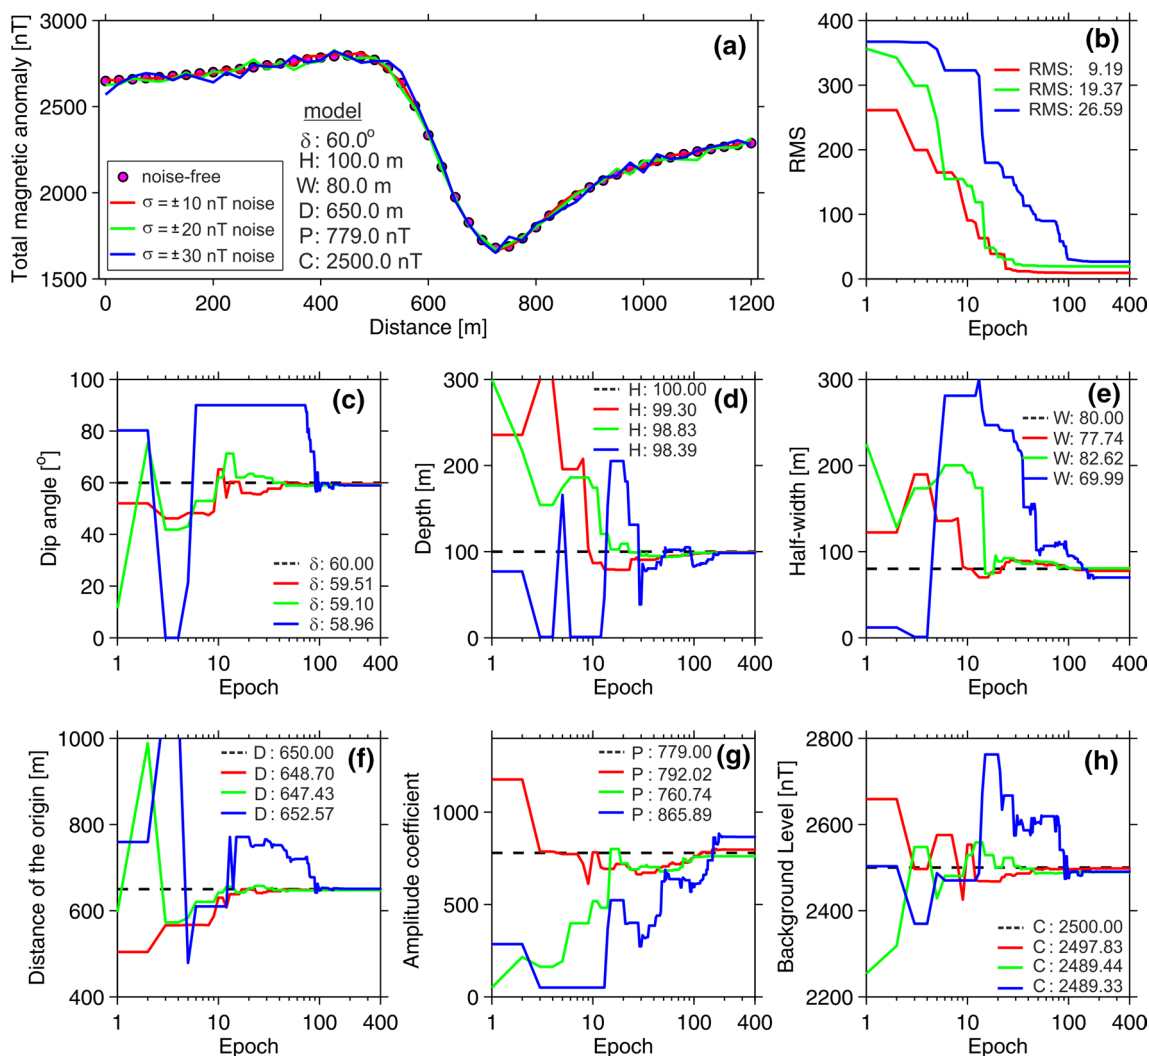 (a)
Total magnetic anomaly [nT]
3000
2500
2000
1500
model
δ: 60.0°
H: 100.0 m
W: 80.0 m
D: 650.0 m
P: 779.0 nT
C: 2500.0 nT
noise-free
σ = ±10 nT noise
σ = ±20 nT noise
σ = ±30 nT noise
0 200 400 600 800 1000 1200
Distance [m]
(b)
RMS
400
300
200
100
0
RMS: 9.19
RMS: 19.37
RMS: 26.59
1 10 100 400
Epoch
(c)
Dip angle [°]
100
80
60
40
20
0
δ: 60.00
δ: 59.51
δ: 59.10
δ: 58.96
1 10 100 400
Epoch
(d)
Depth [m]
300
200
100
0
H: 100.00
H: 99.30
H: 98.83
H: 98.39
1 10 100 400
Epoch
(e)
Half-width [m]
300
200
100
0
W: 80.00
W: 77.74
W: 82.62
W: 69.99
1 10 100 400
Epoch
(f)
Distance of the origin [m]
1000
800
600
400
D: 650.00
D: 648.70
D: 647.43
D: 652.57
1 10 100 400
Epoch
(g)
Amplitude coefficient
1000
500
0
P : 779.00
P : 792.02
P : 760.74
P : 865.89
1 10 100 400
Epoch
(h)
Background Level [nT]
2800
2600
2400
2200
C : 2500.00
C : 2497.83
C : 2489.44
C : 2489.33
1 10 100 400
Epoch